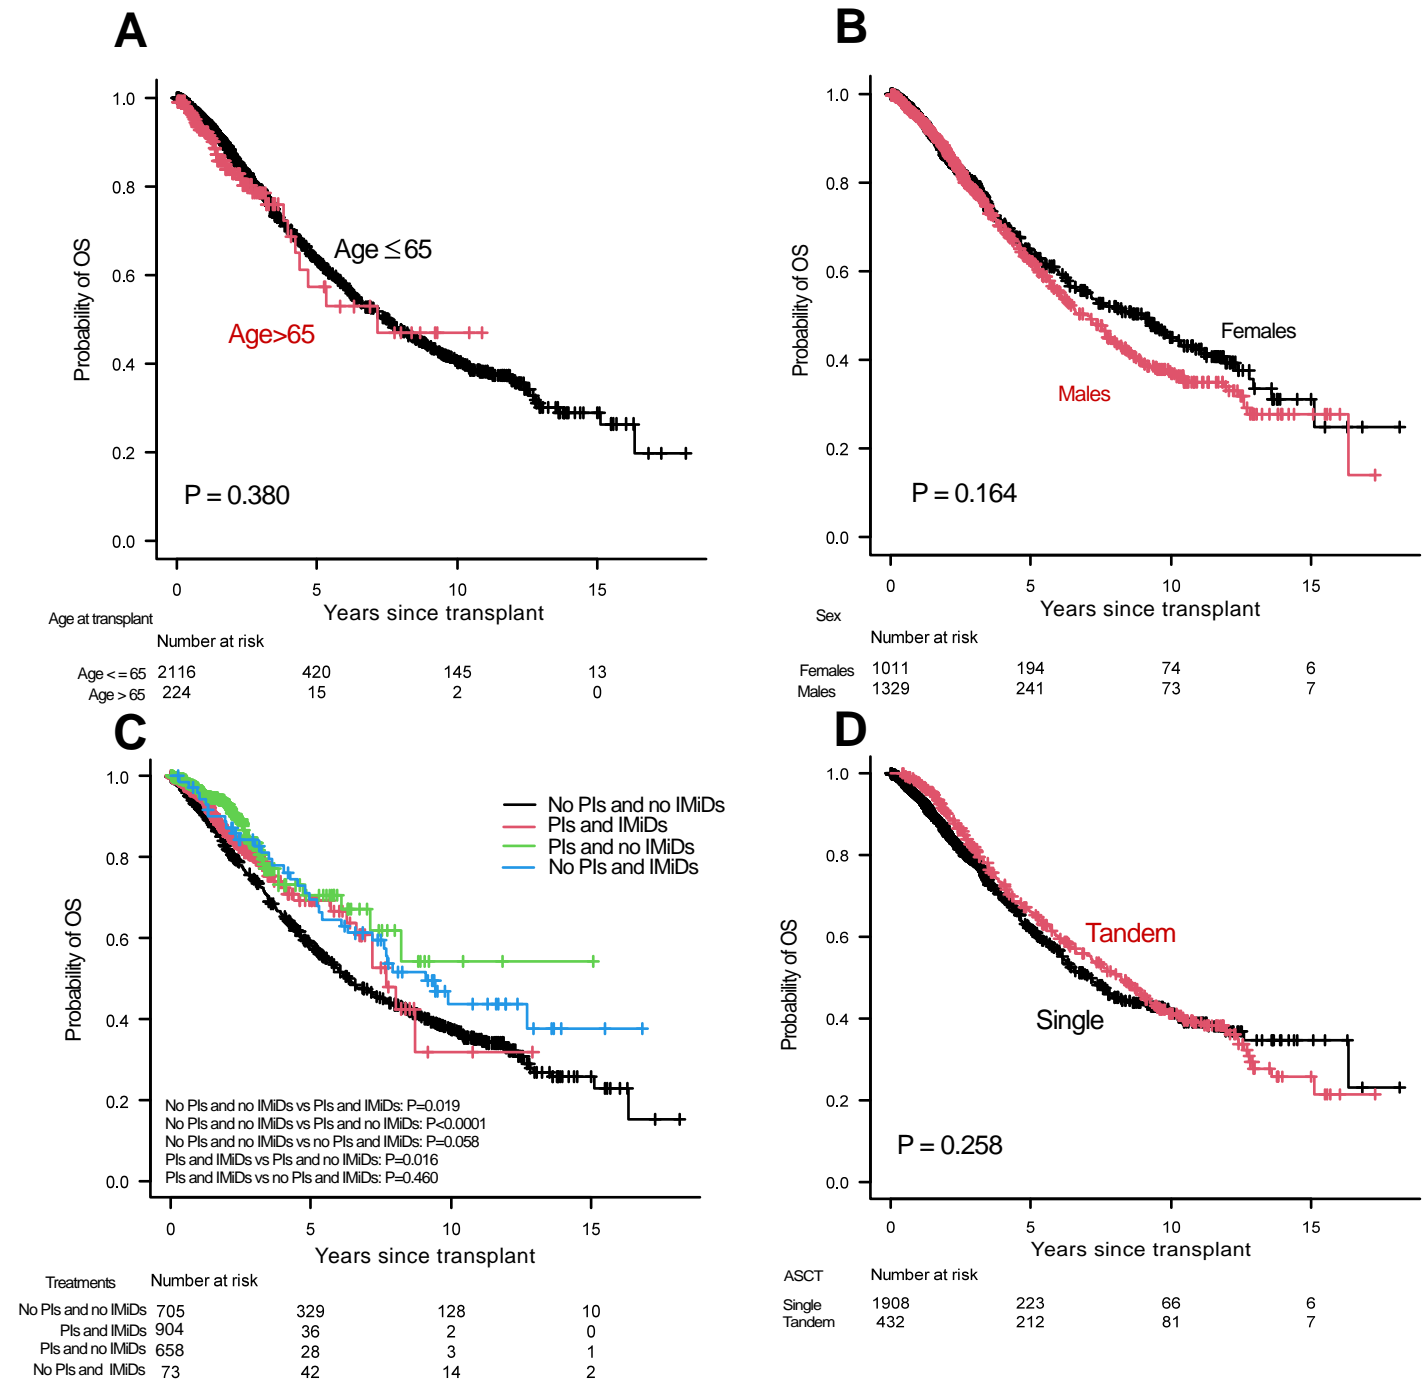 A
Probability of OS
1.0
0.8
0.6
0.4
0.2
0.0
Age ≤ 65
Age>65
P = 0.380
0 5 10 15
Years since transplant
Age at transplant
Number at risk
Age < = 65 2116 420 145 13
Age > 65 224 15 2 0
B
Probability of OS
1.0
0.8
0.6
0.4
0.2
0.0
Females
Males
P = 0.164
0 5 10 15
Years since transplant
Sex
Number at risk
Females 1011 194 74 6
Males 1329 241 73 7
C
Probability of OS
1.0
0.8
0.6
0.4
0.2
0.0
No PIs and no IMiDs
PIs and IMiDs
PIs and no IMiDs
No PIs and IMiDs
No PIs and no IMiDs vs PIs and IMiDs: P=0.019
No PIs and no IMiDs vs PIs and no IMiDs: P<0.0001
No PIs and no IMiDs vs no PIs and IMiDs: P=0.058
PIs and IMiDs vs PIs and no IMiDs: P=0.016
PIs and IMiDs vs no PIs and IMiDs: P=0.460
0 5 10 15
Years since transplant
Treatments Number at risk
No PIs and no IMiDs 705 329 128 10
PIs and IMiDs 904 36 2 0
PIs and no IMiDs 658 28 3 1
No PIs and IMiDs 73 42 14 2
D
Probability of OS
1.0
0.8
0.6
0.4
0.2
0.0
Tandem
Single
P = 0.258
0 5 10 15
Years since transplant
ASCT Number at risk
Single 1908 223 66 6
Tandem 432 212 81 7